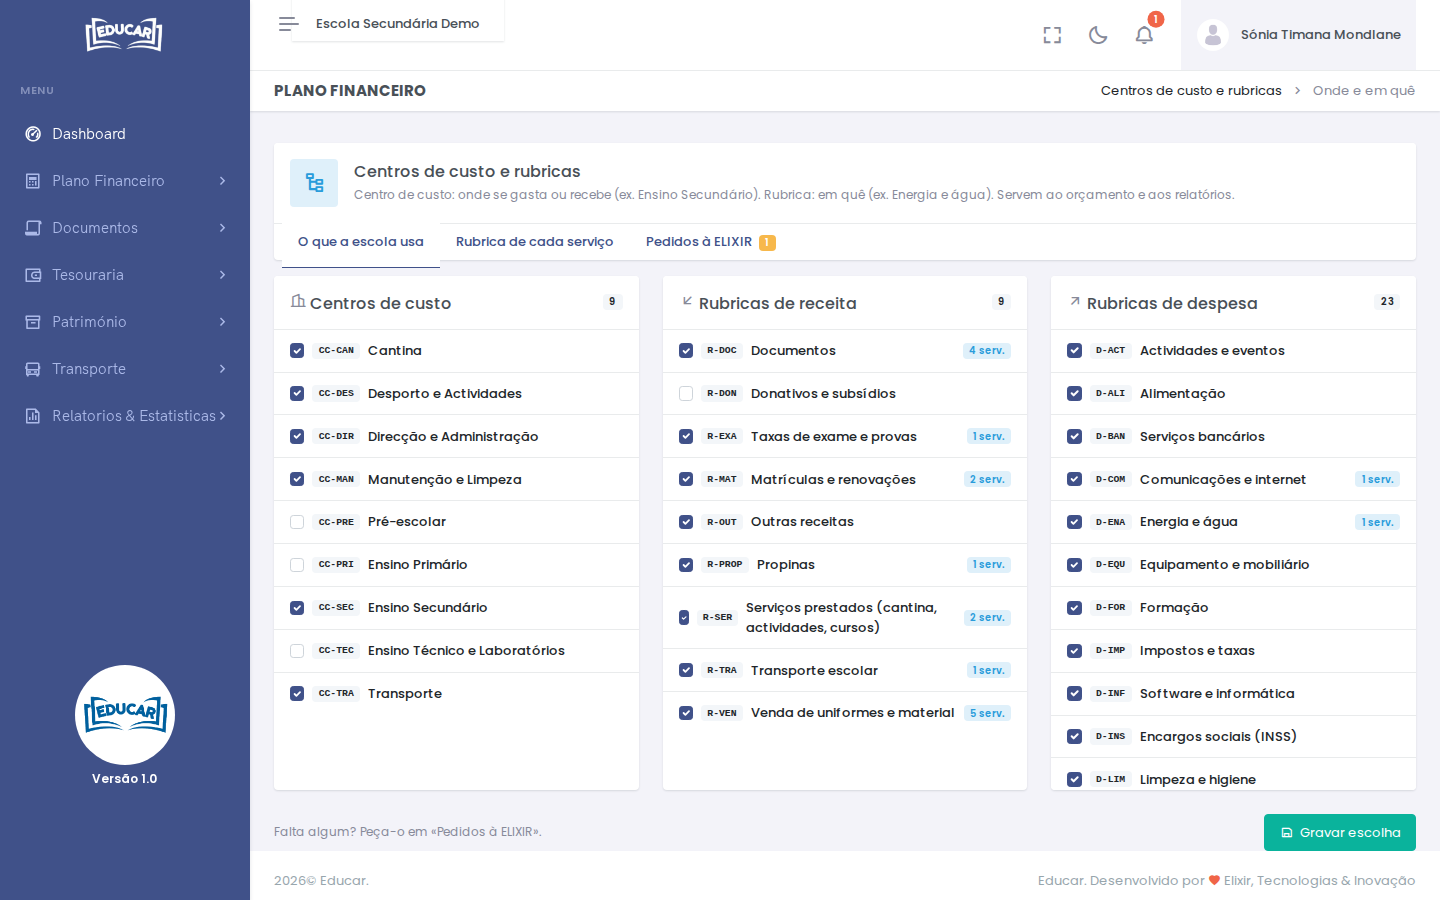 EDUCAR
MENU
Dashboard
Plano Financeiro
Documentos
Tesouraria
Património
Transporte
Relatorios & Estatisticas
EDUCAR
Versão 1.0
Escola Secundária Demo
1
Sónia Timana Mondlane
PLANO FINANCEIRO
Centros de custo e rubricas > Onde e em quê
Centros de custo e rubricas
Centro de custo: onde se gasta ou recebe (ex. Ensino Secundário). Rubrica: em quê (ex. Energia e água). Servem ao orçamento e aos relatórios.
O que a escola usa
Rubrica de cada serviço
Pedidos à ELIXIR 1
Centros de custo 9
CC-CAN Cantina
CC-DES Desporto e Actividades
CC-DIR Direcção e Administração
CC-MAN Manutenção e Limpeza
CC-PRE Pré-escolar
CC-PRI Ensino Primário
CC-SEC Ensino Secundário
CC-TEC Ensino Técnico e Laboratórios
CC-TRA Transporte
Rubricas de receita 9
R-DOC Documentos 4 serv.
R-DON Donativos e subsídios
R-EXA Taxas de exame e provas 1 serv.
R-MAT Matrículas e renovações 2 serv.
R-OUT Outras receitas
R-PROP Propinas 1 serv.
R-SER Serviços prestados (cantina, actividades, cursos) 2 serv.
R-TRA Transporte escolar 1 serv.
R-VEN Venda de uniformes e material 5 serv.
Rubricas de despesa 23
D-ACT Actividades e eventos
D-ALI Alimentação
D-BAN Serviços bancários
D-COM Comunicações e internet 1 serv.
D-ENA Energia e água 1 serv.
D-EQU Equipamento e mobiliário
D-FOR Formação
D-IMP Impostos e taxas
D-INF Software e informática
D-INS Encargos sociais (INSS)
D-LIM Limpeza e higiene
Falta algum? Peça-o em «Pedidos à ELIXIR».
Gravar escolha
2026© Educar.
Educar. Desenvolvido por ❤ Elixir, Tecnologias & Inovação